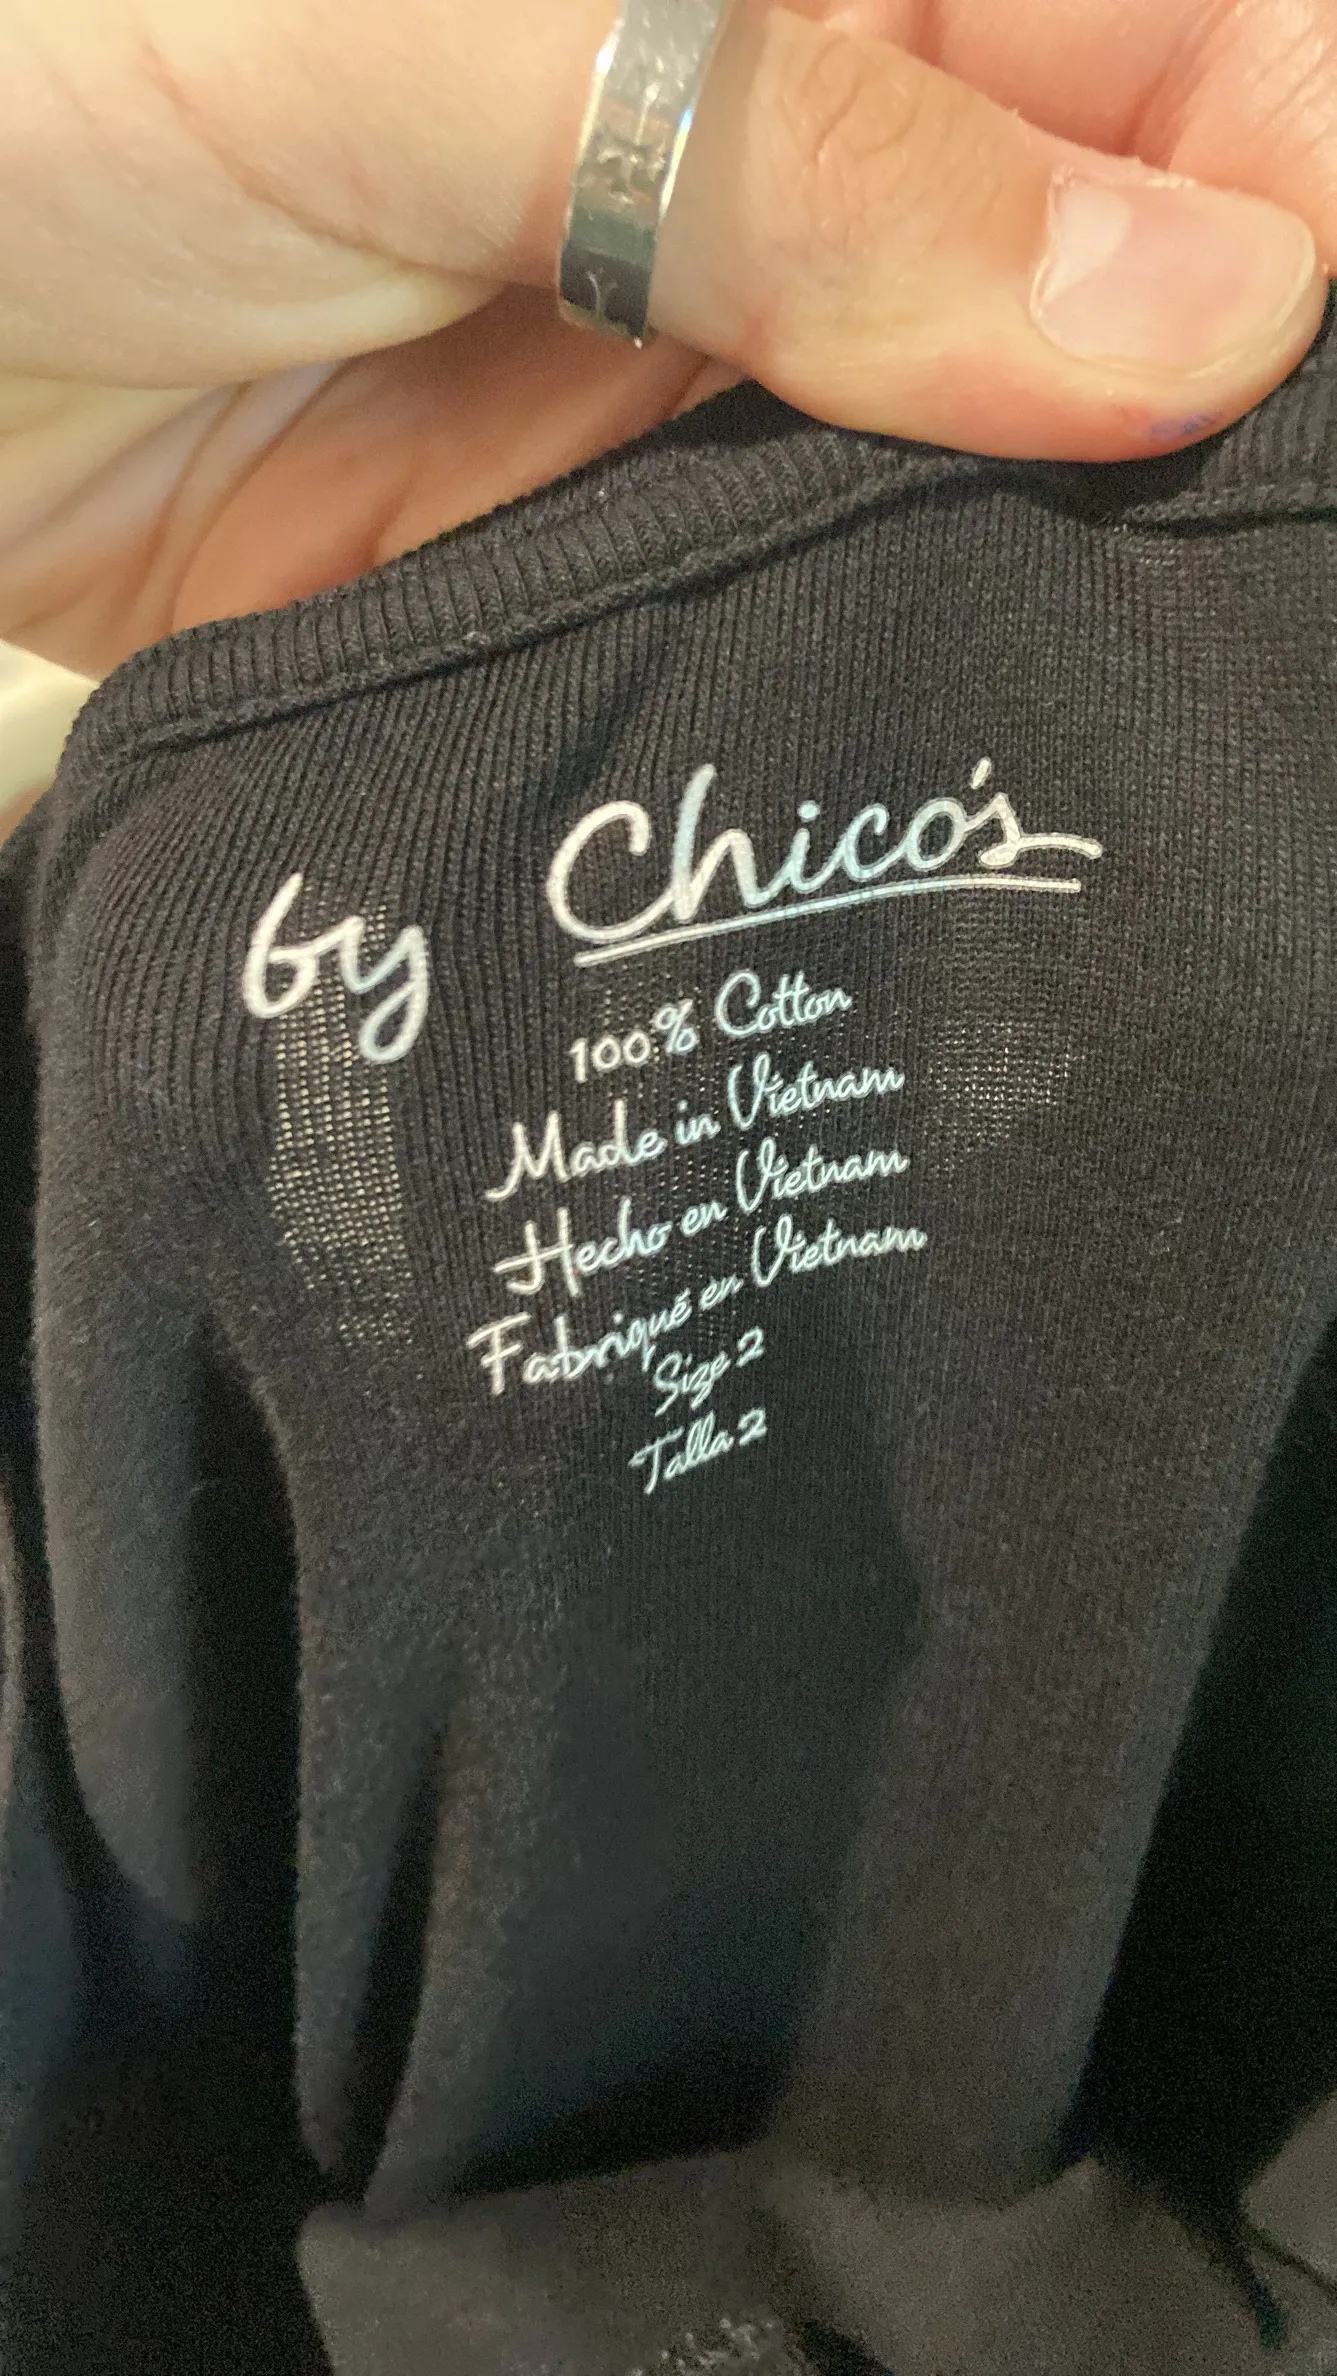 by Chico's
100% Cotton
Made in Vietnam
Hecho en Vietnam
Fabriqué en Vietnam
Size 2
Talla 2